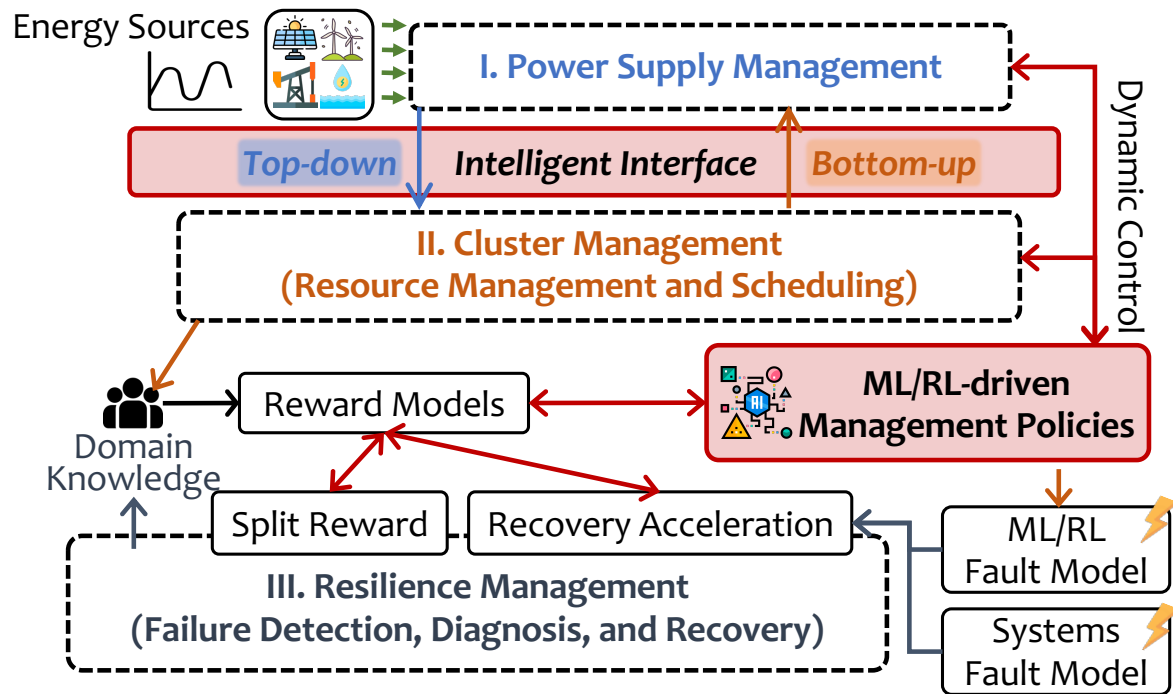 Energy Sources
I. Power Supply Management
Top-down
Intelligent Interface
Bottom-up
Dynamic Control
II. Cluster Management
(Resource Management and Scheduling)
AI
ML/RL-driven
Management Policies
Reward Models
Domain
Knowledge
Split Reward
Recovery Acceleration
ML/RL
Fault Model
III. Resilience Management
(Failure Detection, Diagnosis, and Recovery)
Systems
Fault Model